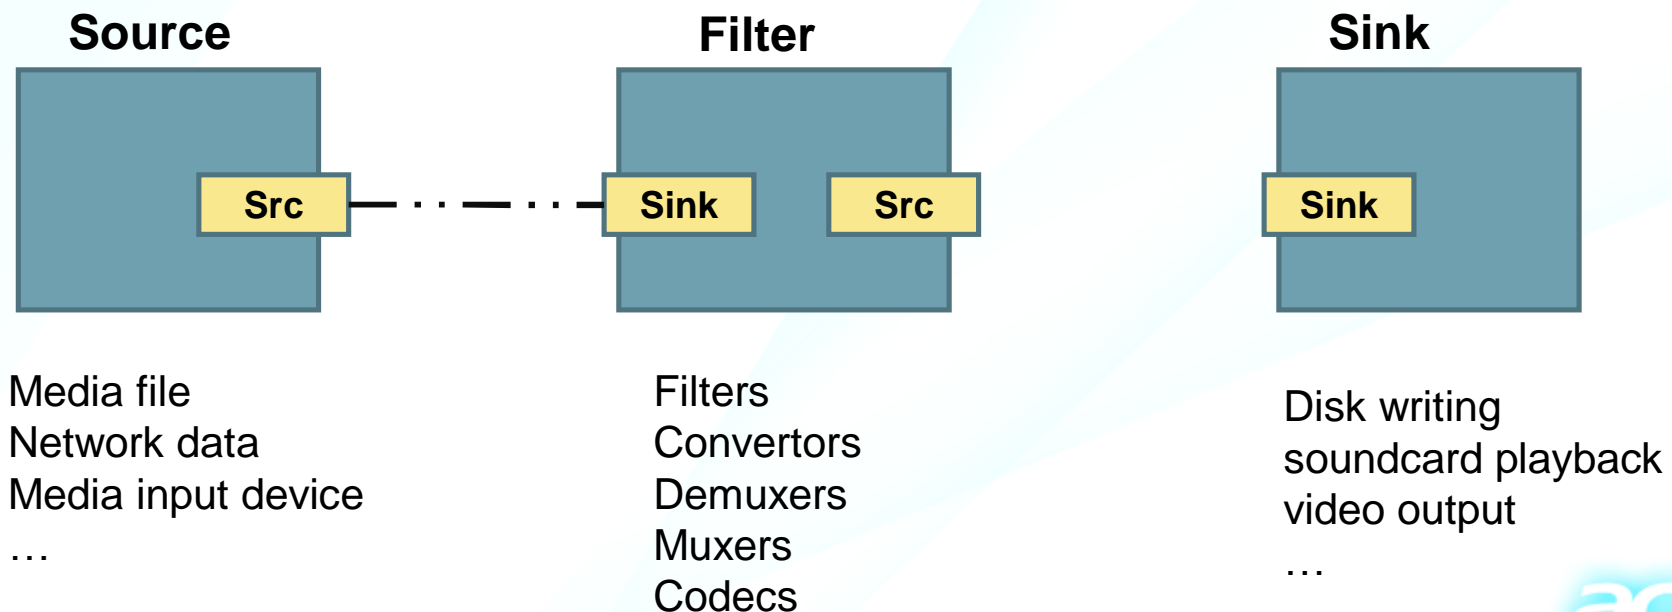 Source
Filter
Sink
Src
Sink
Src
Sink
Media file
Network data
Media input device
…
Filters
Convertors
Demuxers
Muxers
Codecs
Disk writing
soundcard playback
video output
…